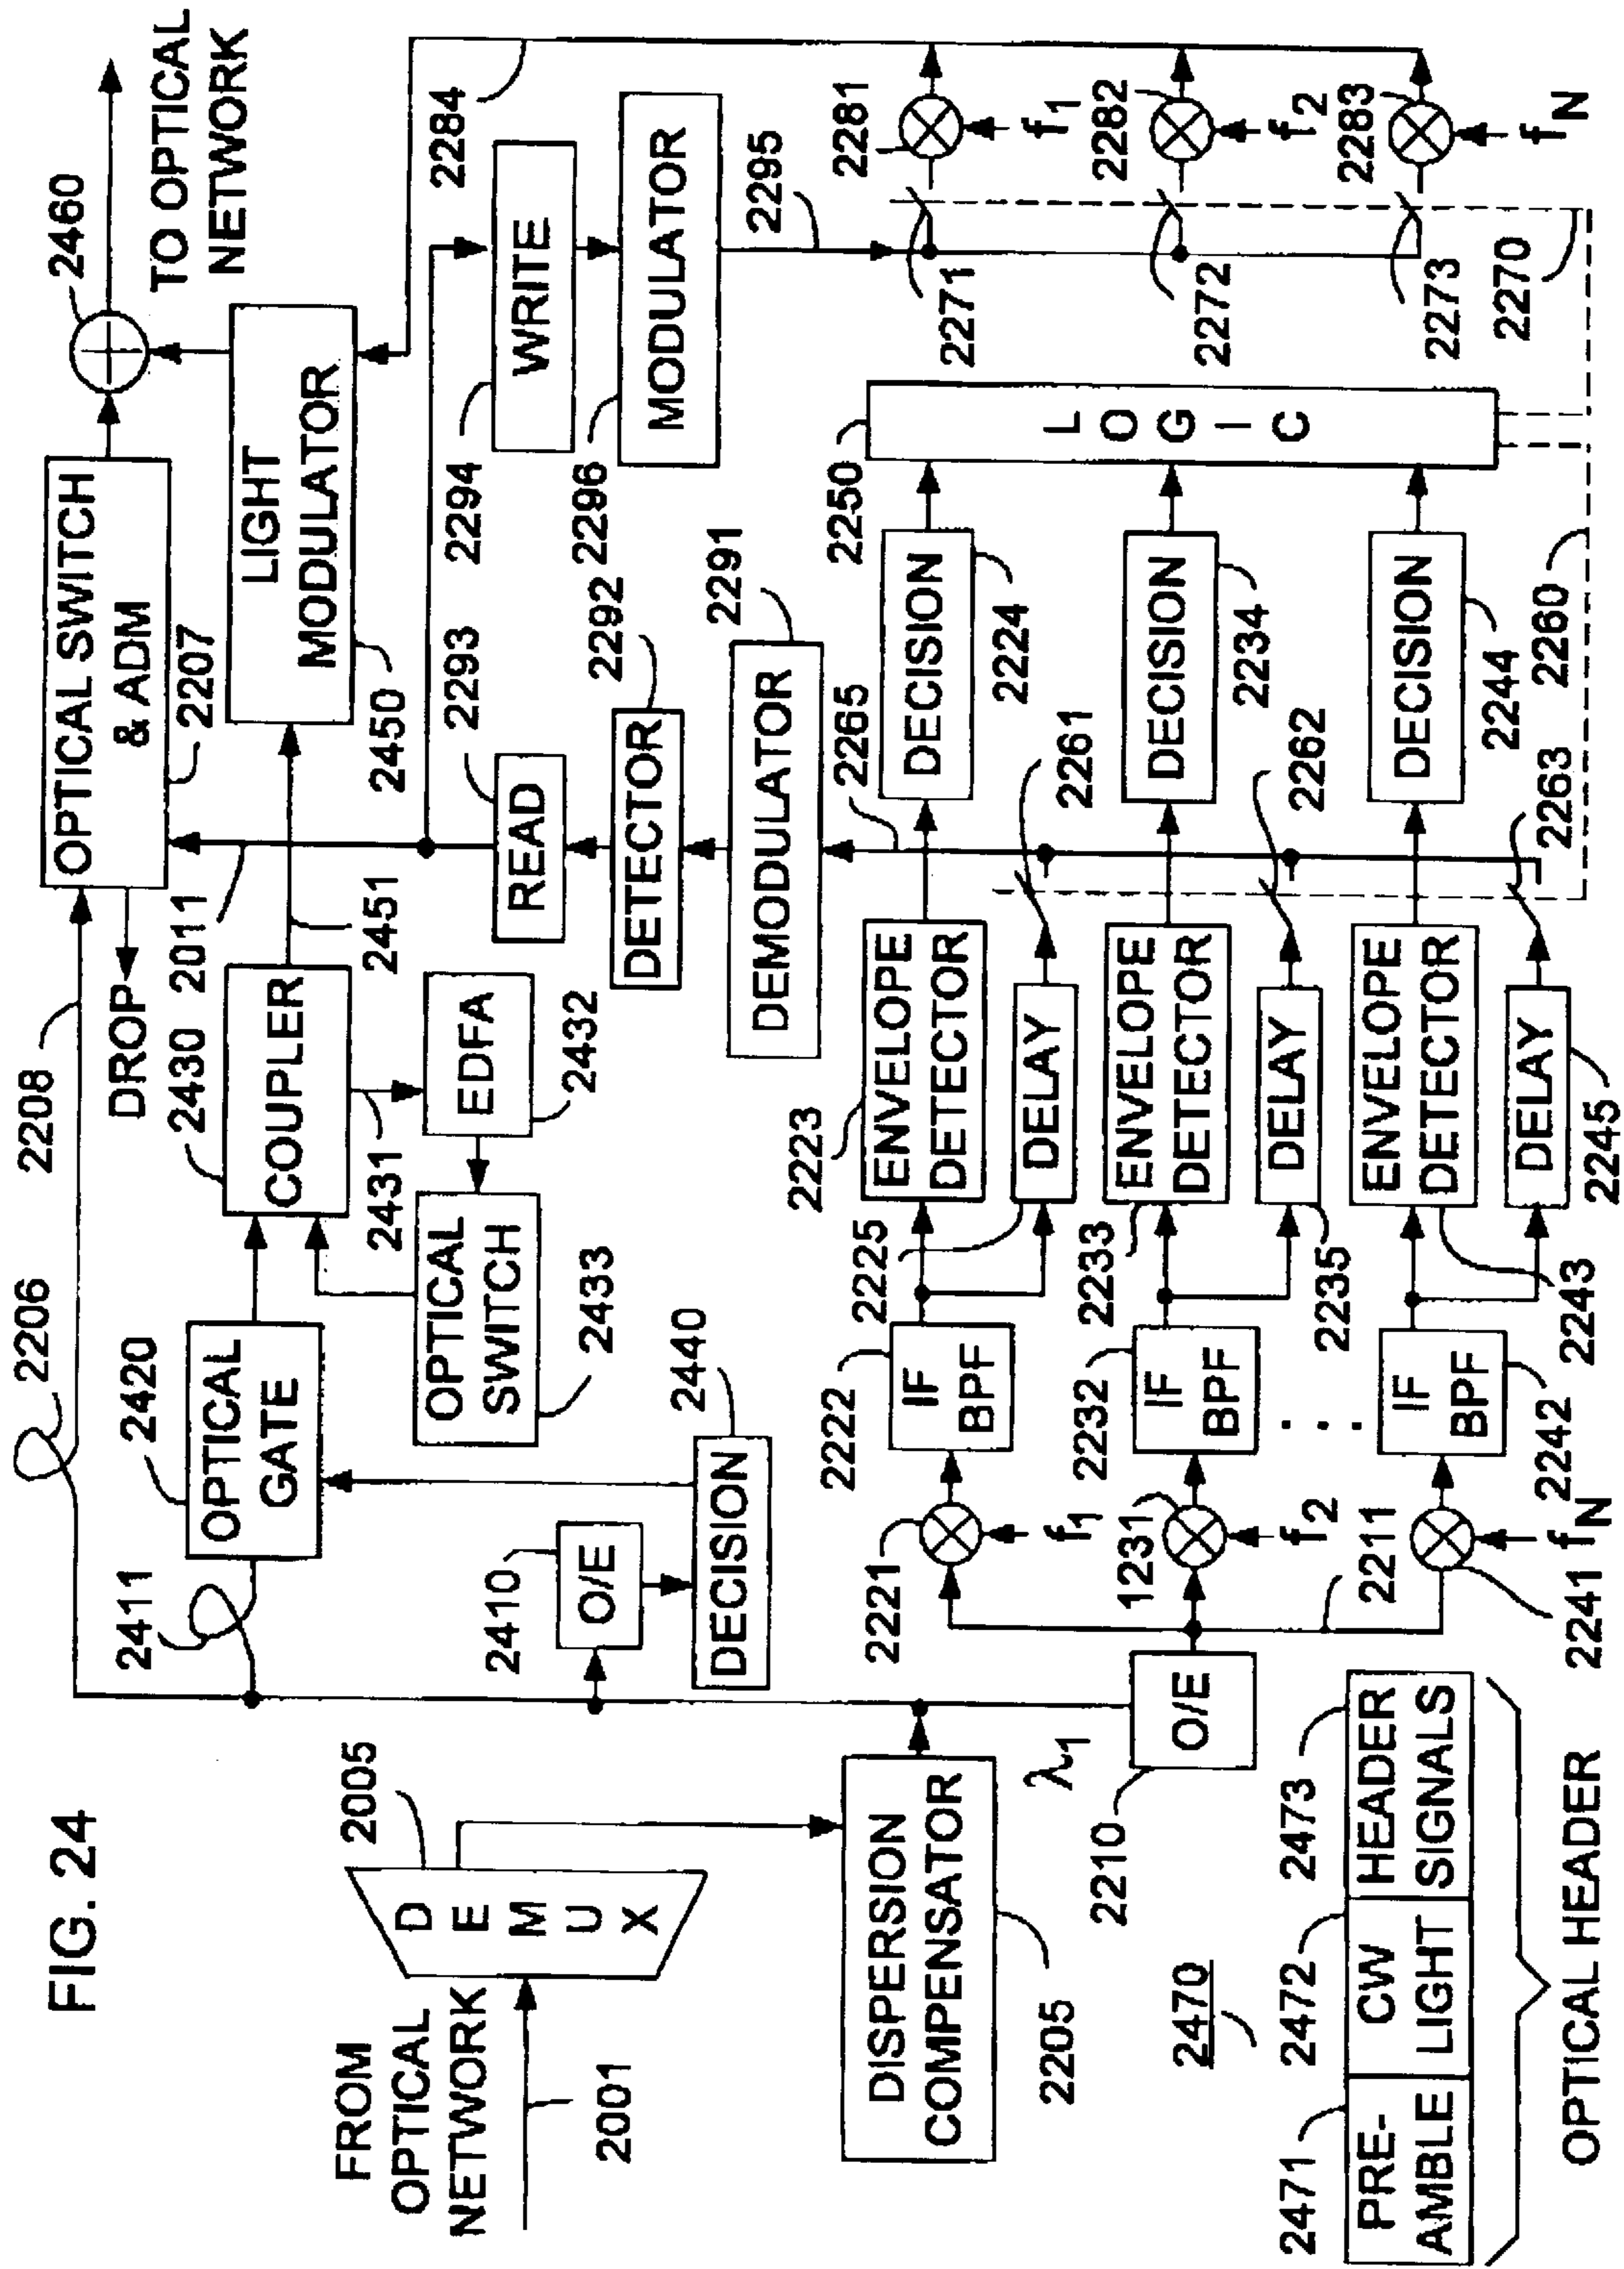 FIG. 24
FROM
OPTICAL
NETWORK
2001
DEMUX
2005
DISPERSION
COMPENSATOR
2205
2206
2208
OPTICAL SWITCH
& ADM
2207
DROP
2460
TO OPTICAL
NETWORK
2411
2420
OPTICAL
GATE
2430
COUPLER
2011
2451
LIGHT
MODULATOR
2450
2284
2431
EDFA
2432
OPTICAL
SWITCH
2433
2410
O/E
2440
DECISION
READ
2293
DETECTOR
2292
DEMODULATOR
2291
2294
WRITE
2296
MODULATOR
2295
λ1
O/E
2210
2211
2221
f1
2222
IF
BPF
2223
ENVELOPE
DETECTOR
2225
DELAY
2265
DECISION
2224
2261
2250
LOGIC
2271
2281
f1
1231
f2
2232
IF
BPF
2233
ENVELOPE
DETECTOR
DELAY
2235
DECISION
2234
2262
2272
2282
f2
. . .
2241
fN
IF
BPF
2242
ENVELOPE
DETECTOR
2243
DELAY
2245
DECISION
2244
2263
2260
2273
2270
2283
fN
2470
2471
2472
2473
PRE-
AMBLE
CW
LIGHT
HEADER
SIGNALS
OPTICAL HEADER